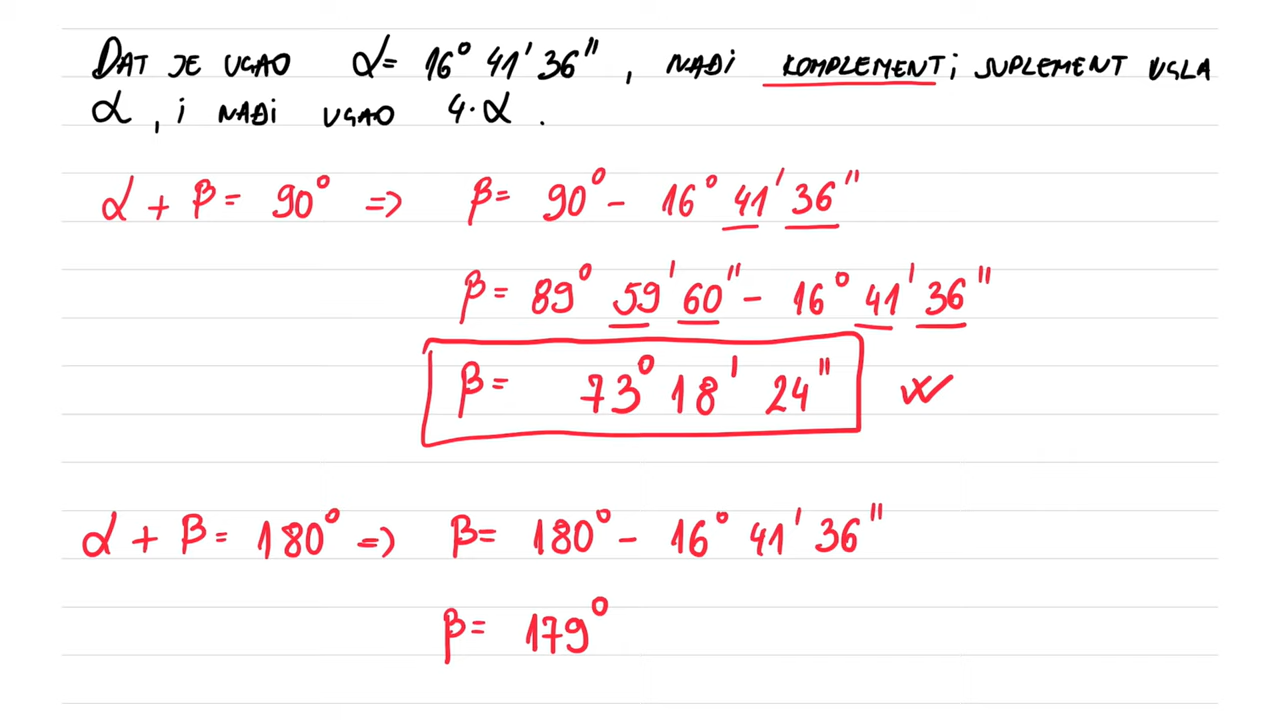 DAT JE UGAO α= 16° 41' 36'' , NAĐI KOMPLEMENT i SUPLEMENT UGLA
α , i NAĐI UGAO 4·α .
α + β = 90° => β = 90° - 16° 41' 36''
β = 89° 59' 60'' - 16° 41' 36''
β = 73° 18' 24''
α + β = 180° => β = 180° - 16° 41' 36''
β = 179°